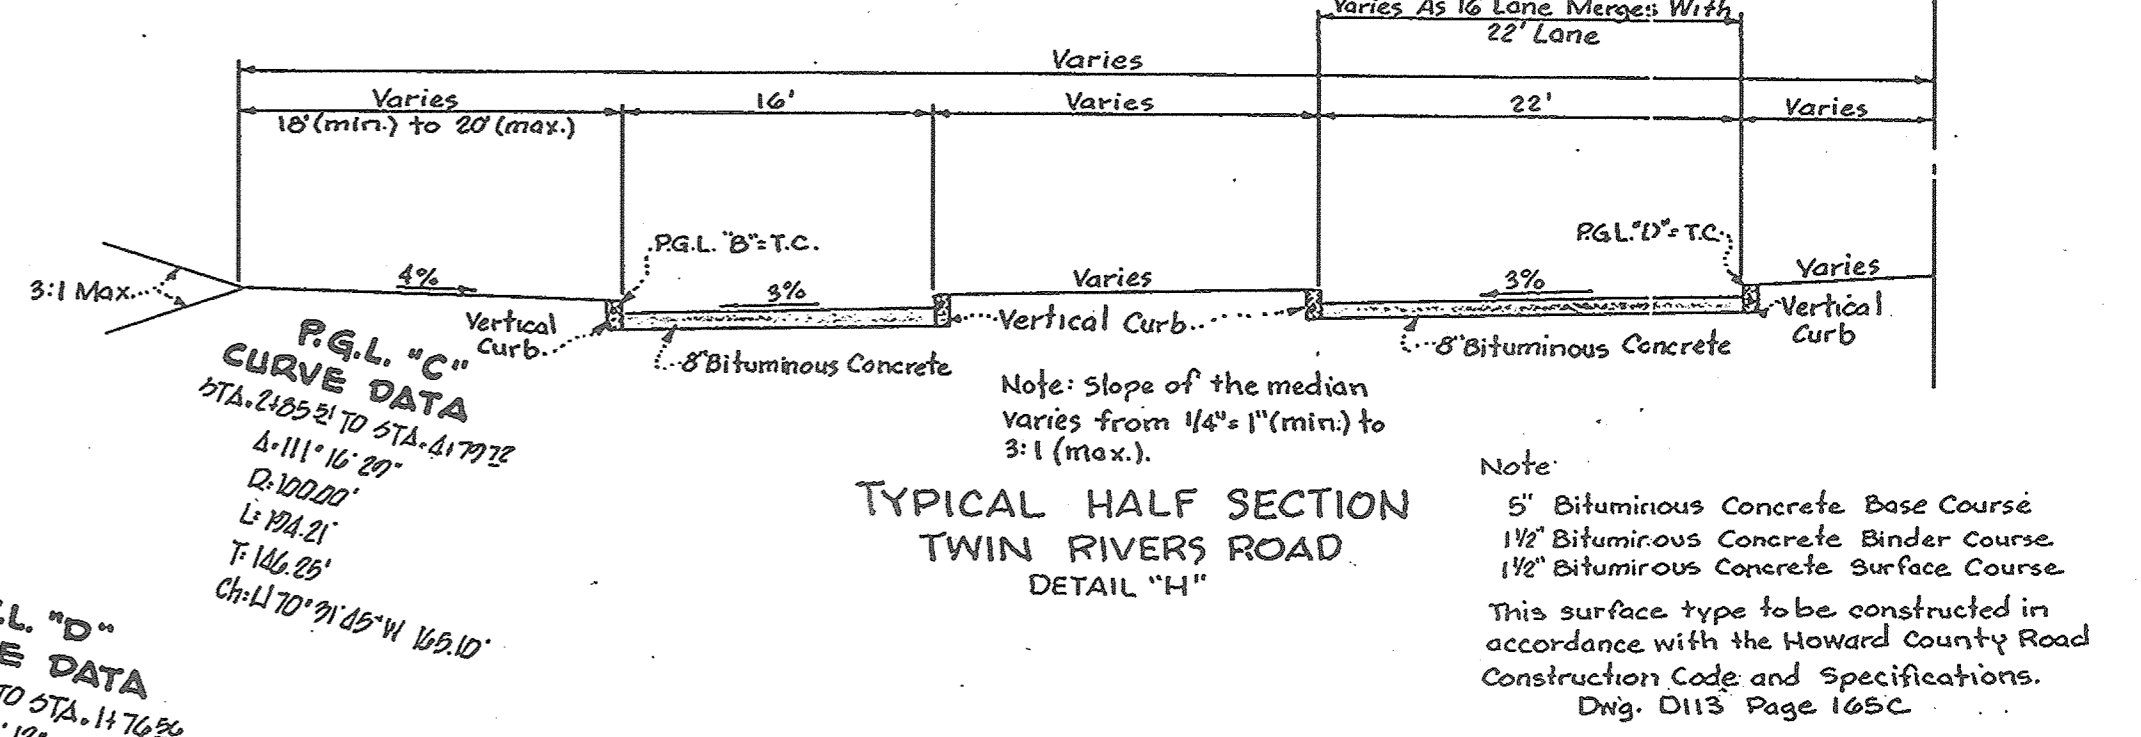 Varies As 16' Lane Merges With
22' Lane
Varies
Varies
18' (min.) to 20' (max.)
16'
Varies
22'
Varies
P.G.L. "B" = T.C.
P.G.L. "D" = T.C.
3:1 Max.
4%
3%
Varies
3%
Varies
Vertical
Curb
Vertical Curb
Vertical
Curb
8" Bituminous Concrete
8" Bituminous Concrete
Note: Slope of the median
varies from 1/4" = 1" (min.) to
3:1 (max.).
TYPICAL HALF SECTION
TWIN RIVERS ROAD
DETAIL "H"
Note:
5" Bituminous Concrete Base Course
1½" Bituminous Concrete Binder Course
1½" Bituminous Concrete Surface Course
This surface type to be constructed in
accordance with the Howard County Road
Construction Code and Specifications.
Dwg. D113 Page 165C
P.G.L. "C"
CURVE DATA
STA. 2+85.51 TO STA. 4+79.72
Δ=111° 16' 29"
R=100.00'
L=194.21'
T=146.25'
Ch:N 70° 31' 45" W 165.10'
.L. "D"
E DATA
TO STA. 1+76.56